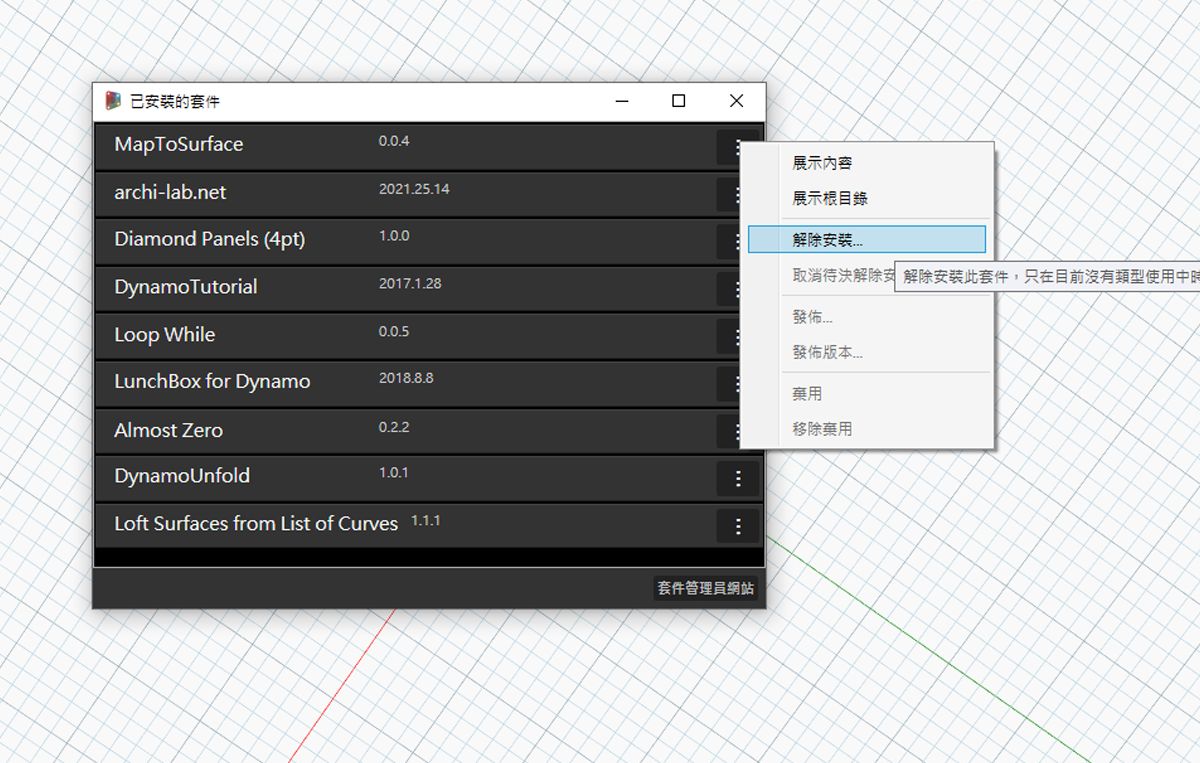 已安裝的套件
MapToSurface 0.0.4
archi-lab.net 2021.25.14
Diamond Panels (4pt) 1.0.0
DynamoTutorial 2017.1.28
Loop While 0.0.5
LunchBox for Dynamo 2018.8.8
Almost Zero 0.2.2
DynamoUnfold 1.0.1
Loft Surfaces from List of Curves 1.1.1
套件管理員網站
展示內容
展示根目錄
解除安裝...
取消待決解除安
解除安裝此套件，只在目前沒有類型使用中時
發佈...
發佈版本...
棄用
移除棄用